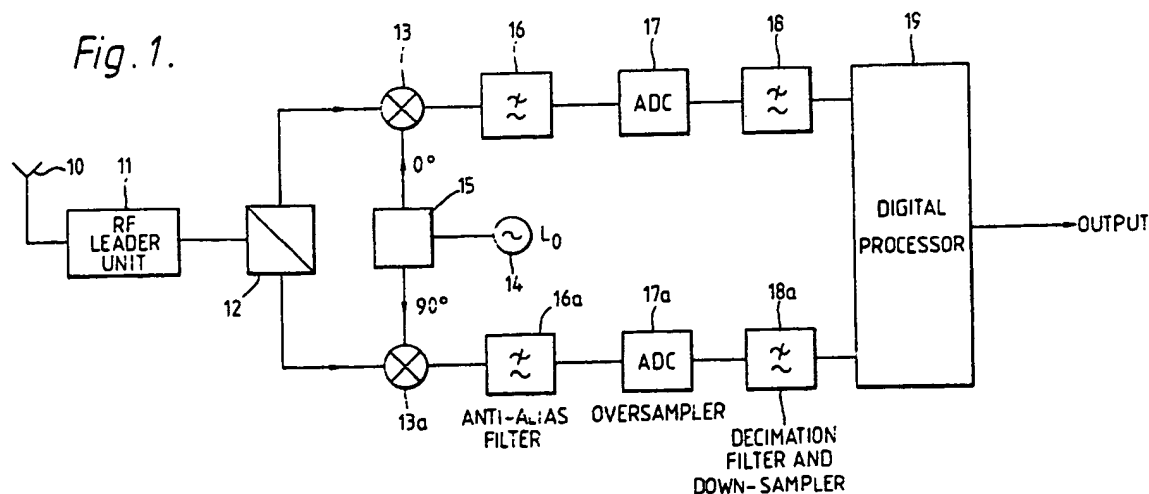 Fig. 1.
13
16
17
18
19
ADC
10
11
RF
LEADER
UNIT
12
0°
15
L₀
14
90°
DIGITAL
PROCESSOR
OUTPUT
16a
17a
18a
ADC
13a
ANTI-ALIAS
FILTER
OVERSAMPLER
DECIMATION
FILTER AND
DOWN-SAMPLER